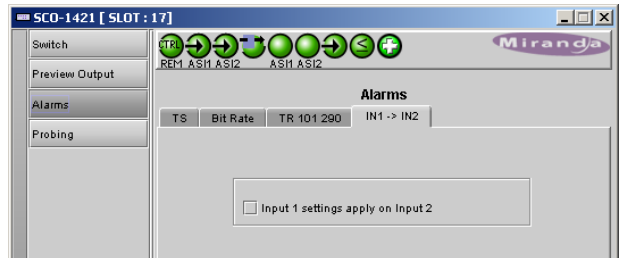 SCO-1421 [ SLOT : 17]
Switch
Preview Output
Alarms
Probing
CTRL
REM ASI1 ASI2 ASI1 ASI2
Miranda
Alarms
TS Bit Rate TR 101 290 IN1 -> IN2
Input 1 settings apply on Input 2